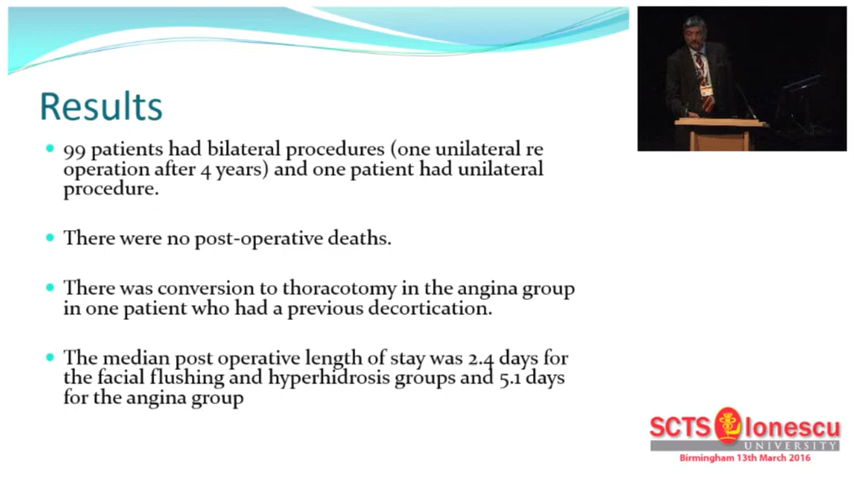 Results
99 patients had bilateral procedures (one unilateral re
operation after 4 years) and one patient had unilateral
procedure.
There were no post-operative deaths.
There was conversion to thoracotomy in the angina group
in one patient who had a previous decortication.
The median post operative length of stay was 2.4 days for
the facial flushing and hyperhidrosis groups and 5.1 days
for the angina group
SCTS Ionescu
UNIVERSITY
Birmingham 13th March 2016